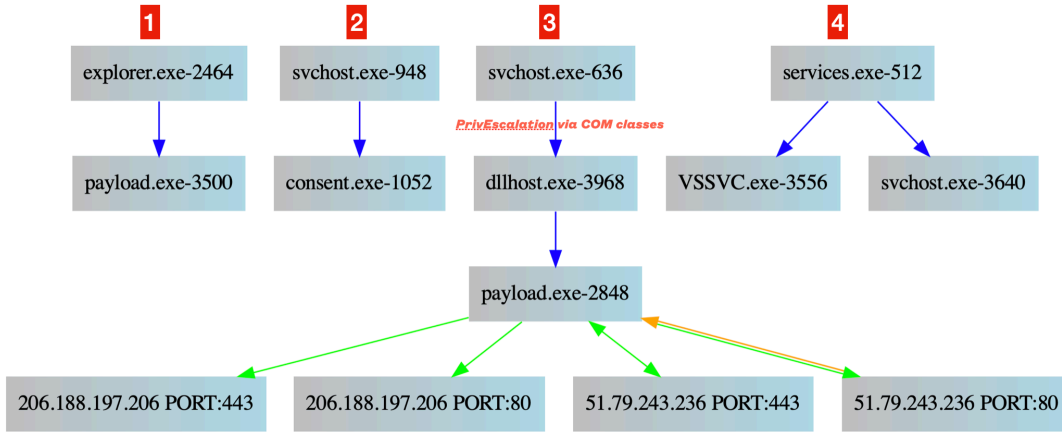 1 2 3 4
explorer.exe-2464 svchost.exe-948 svchost.exe-636 services.exe-512
PrivEscalation via COM classes
payload.exe-3500 consent.exe-1052 dllhost.exe-3968 VSSVC.exe-3556 svchost.exe-3640
payload.exe-2848
206.188.197.206 PORT:443 206.188.197.206 PORT:80 51.79.243.236 PORT:443 51.79.243.236 PORT:80